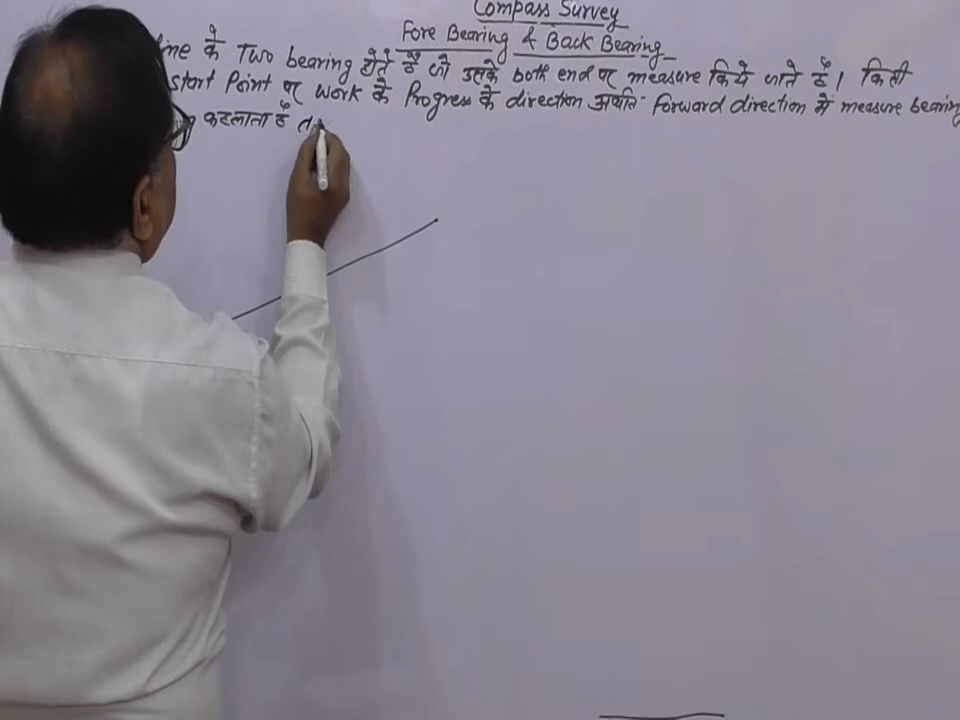 Compass Survey
Fore Bearing & Back Bearing
ine के Two bearing होते हैं जो उसके both end पर measure किये जाते हैं। किसी
start Point पर work के Progress के direction अर्थात Forward direction में measure bearing
कहलाता है त